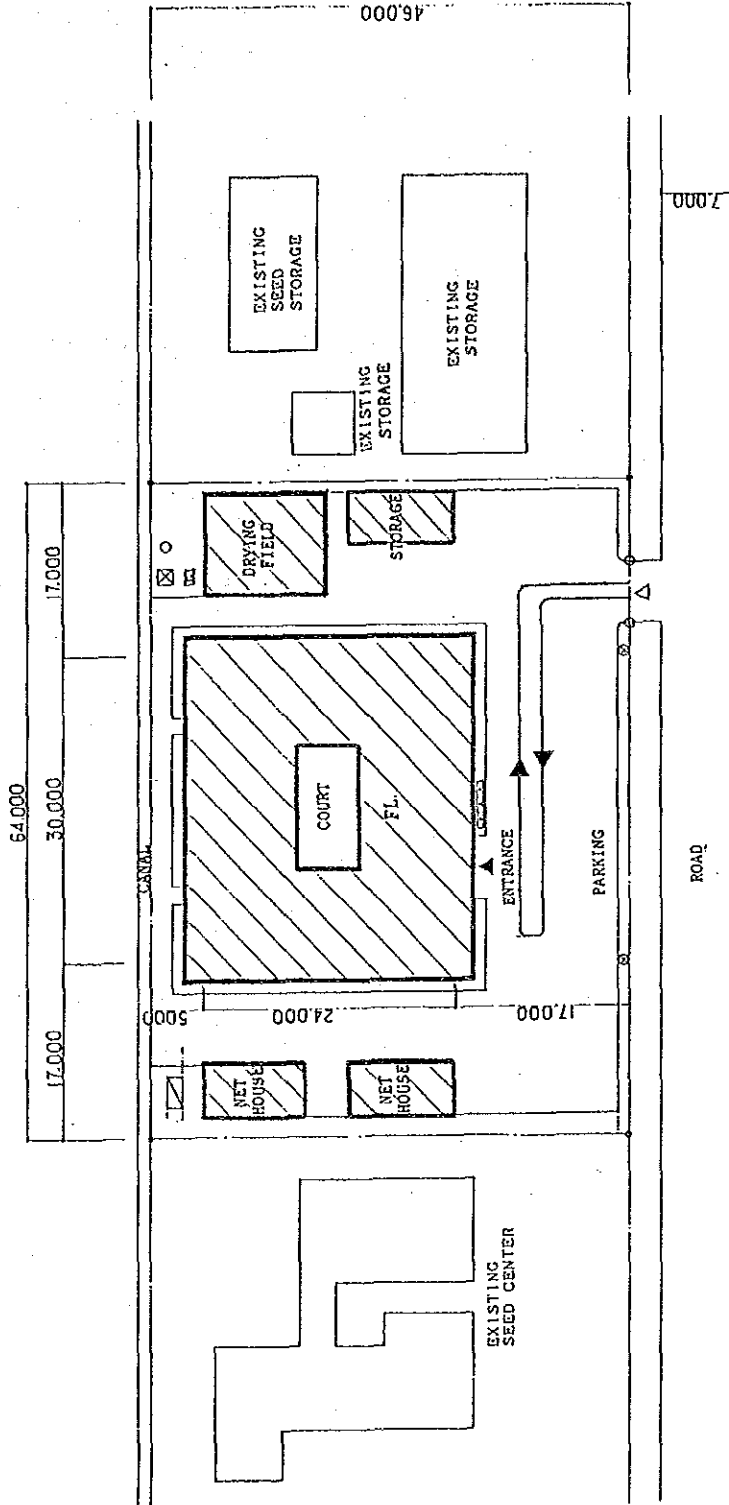 64.000
17.000
30.000
17.000
46.000
7.000
CANAL
5000
24.000
17.000
NET
HOUSE
NET
HOUSE
COURT
FL.
DRYING
FIELD
STORAGE
EXISTING
SEED
STORAGE
EXISTING
STORAGE
EXISTING
STORAGE
EXISTING
SEED CENTER
ENTRANCE
PARKING
ROAD